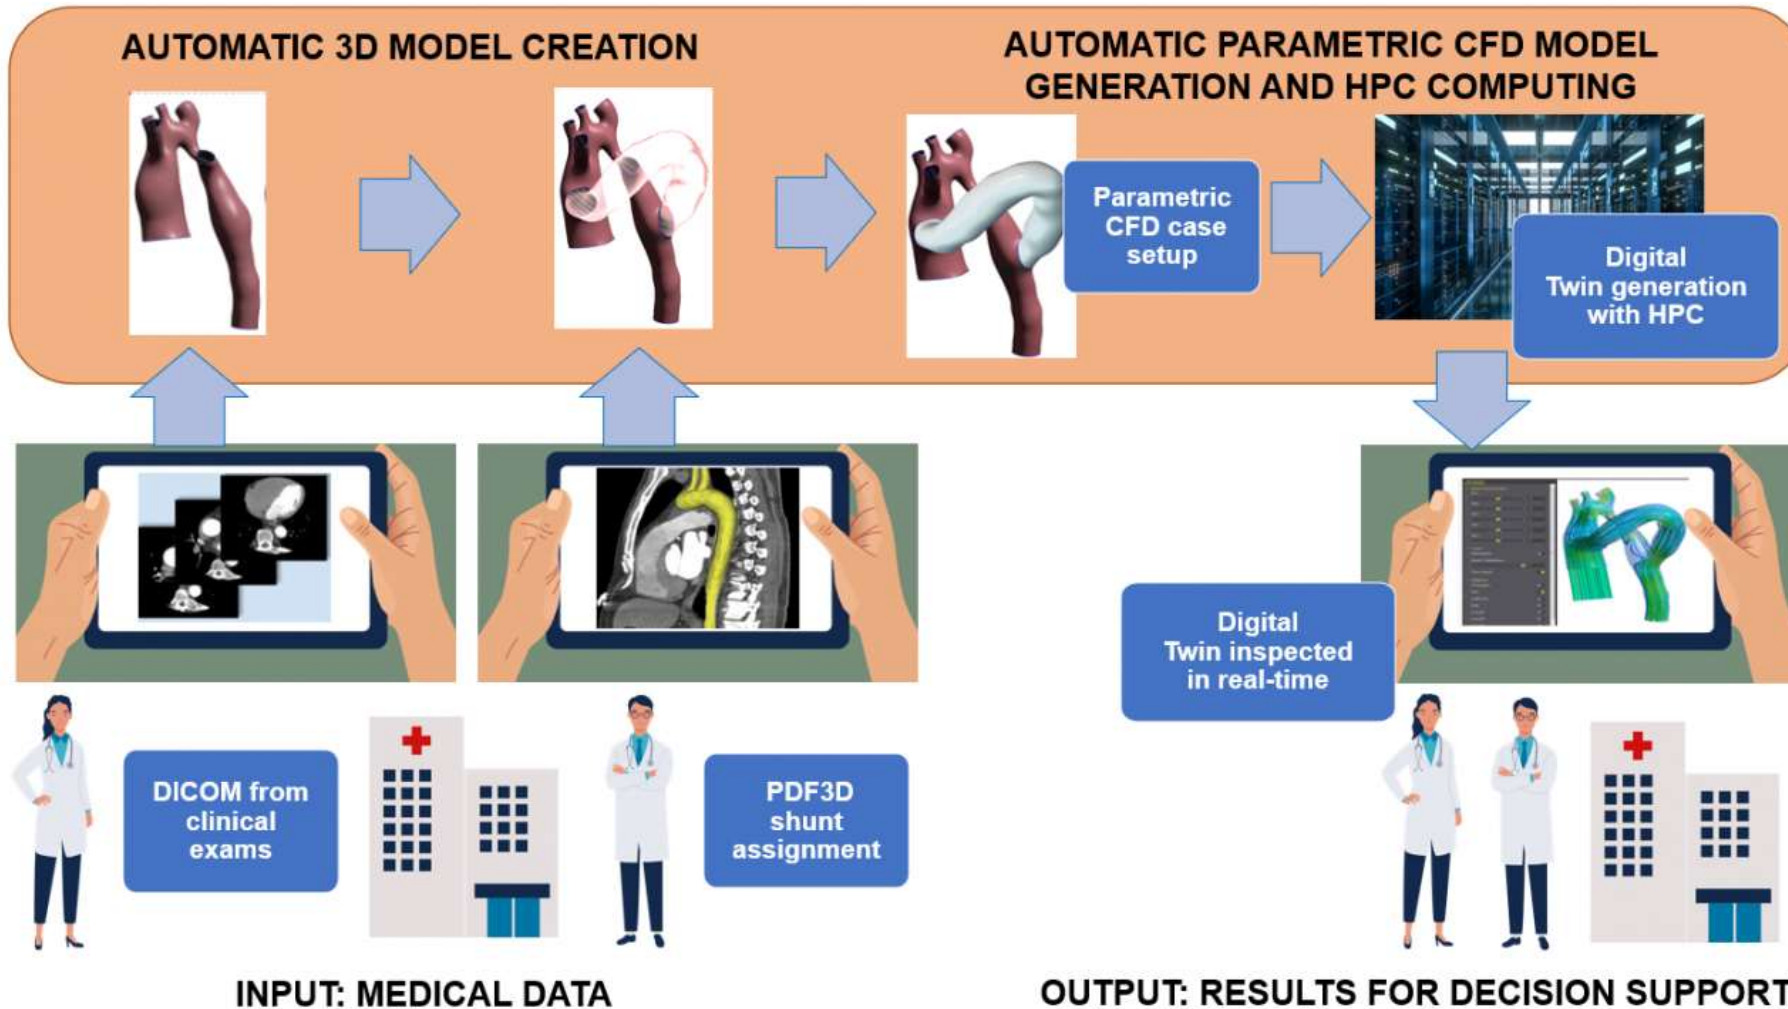 AUTOMATIC 3D MODEL CREATION
AUTOMATIC PARAMETRIC CFD MODEL
GENERATION AND HPC COMPUTING
Parametric
CFD case
setup
Digital
Twin generation
with HPC
Digital
Twin inspected
in real-time
DICOM from
clinical
exams
PDF3D
shunt
assignment
INPUT: MEDICAL DATA
OUTPUT: RESULTS FOR DECISION SUPPORT